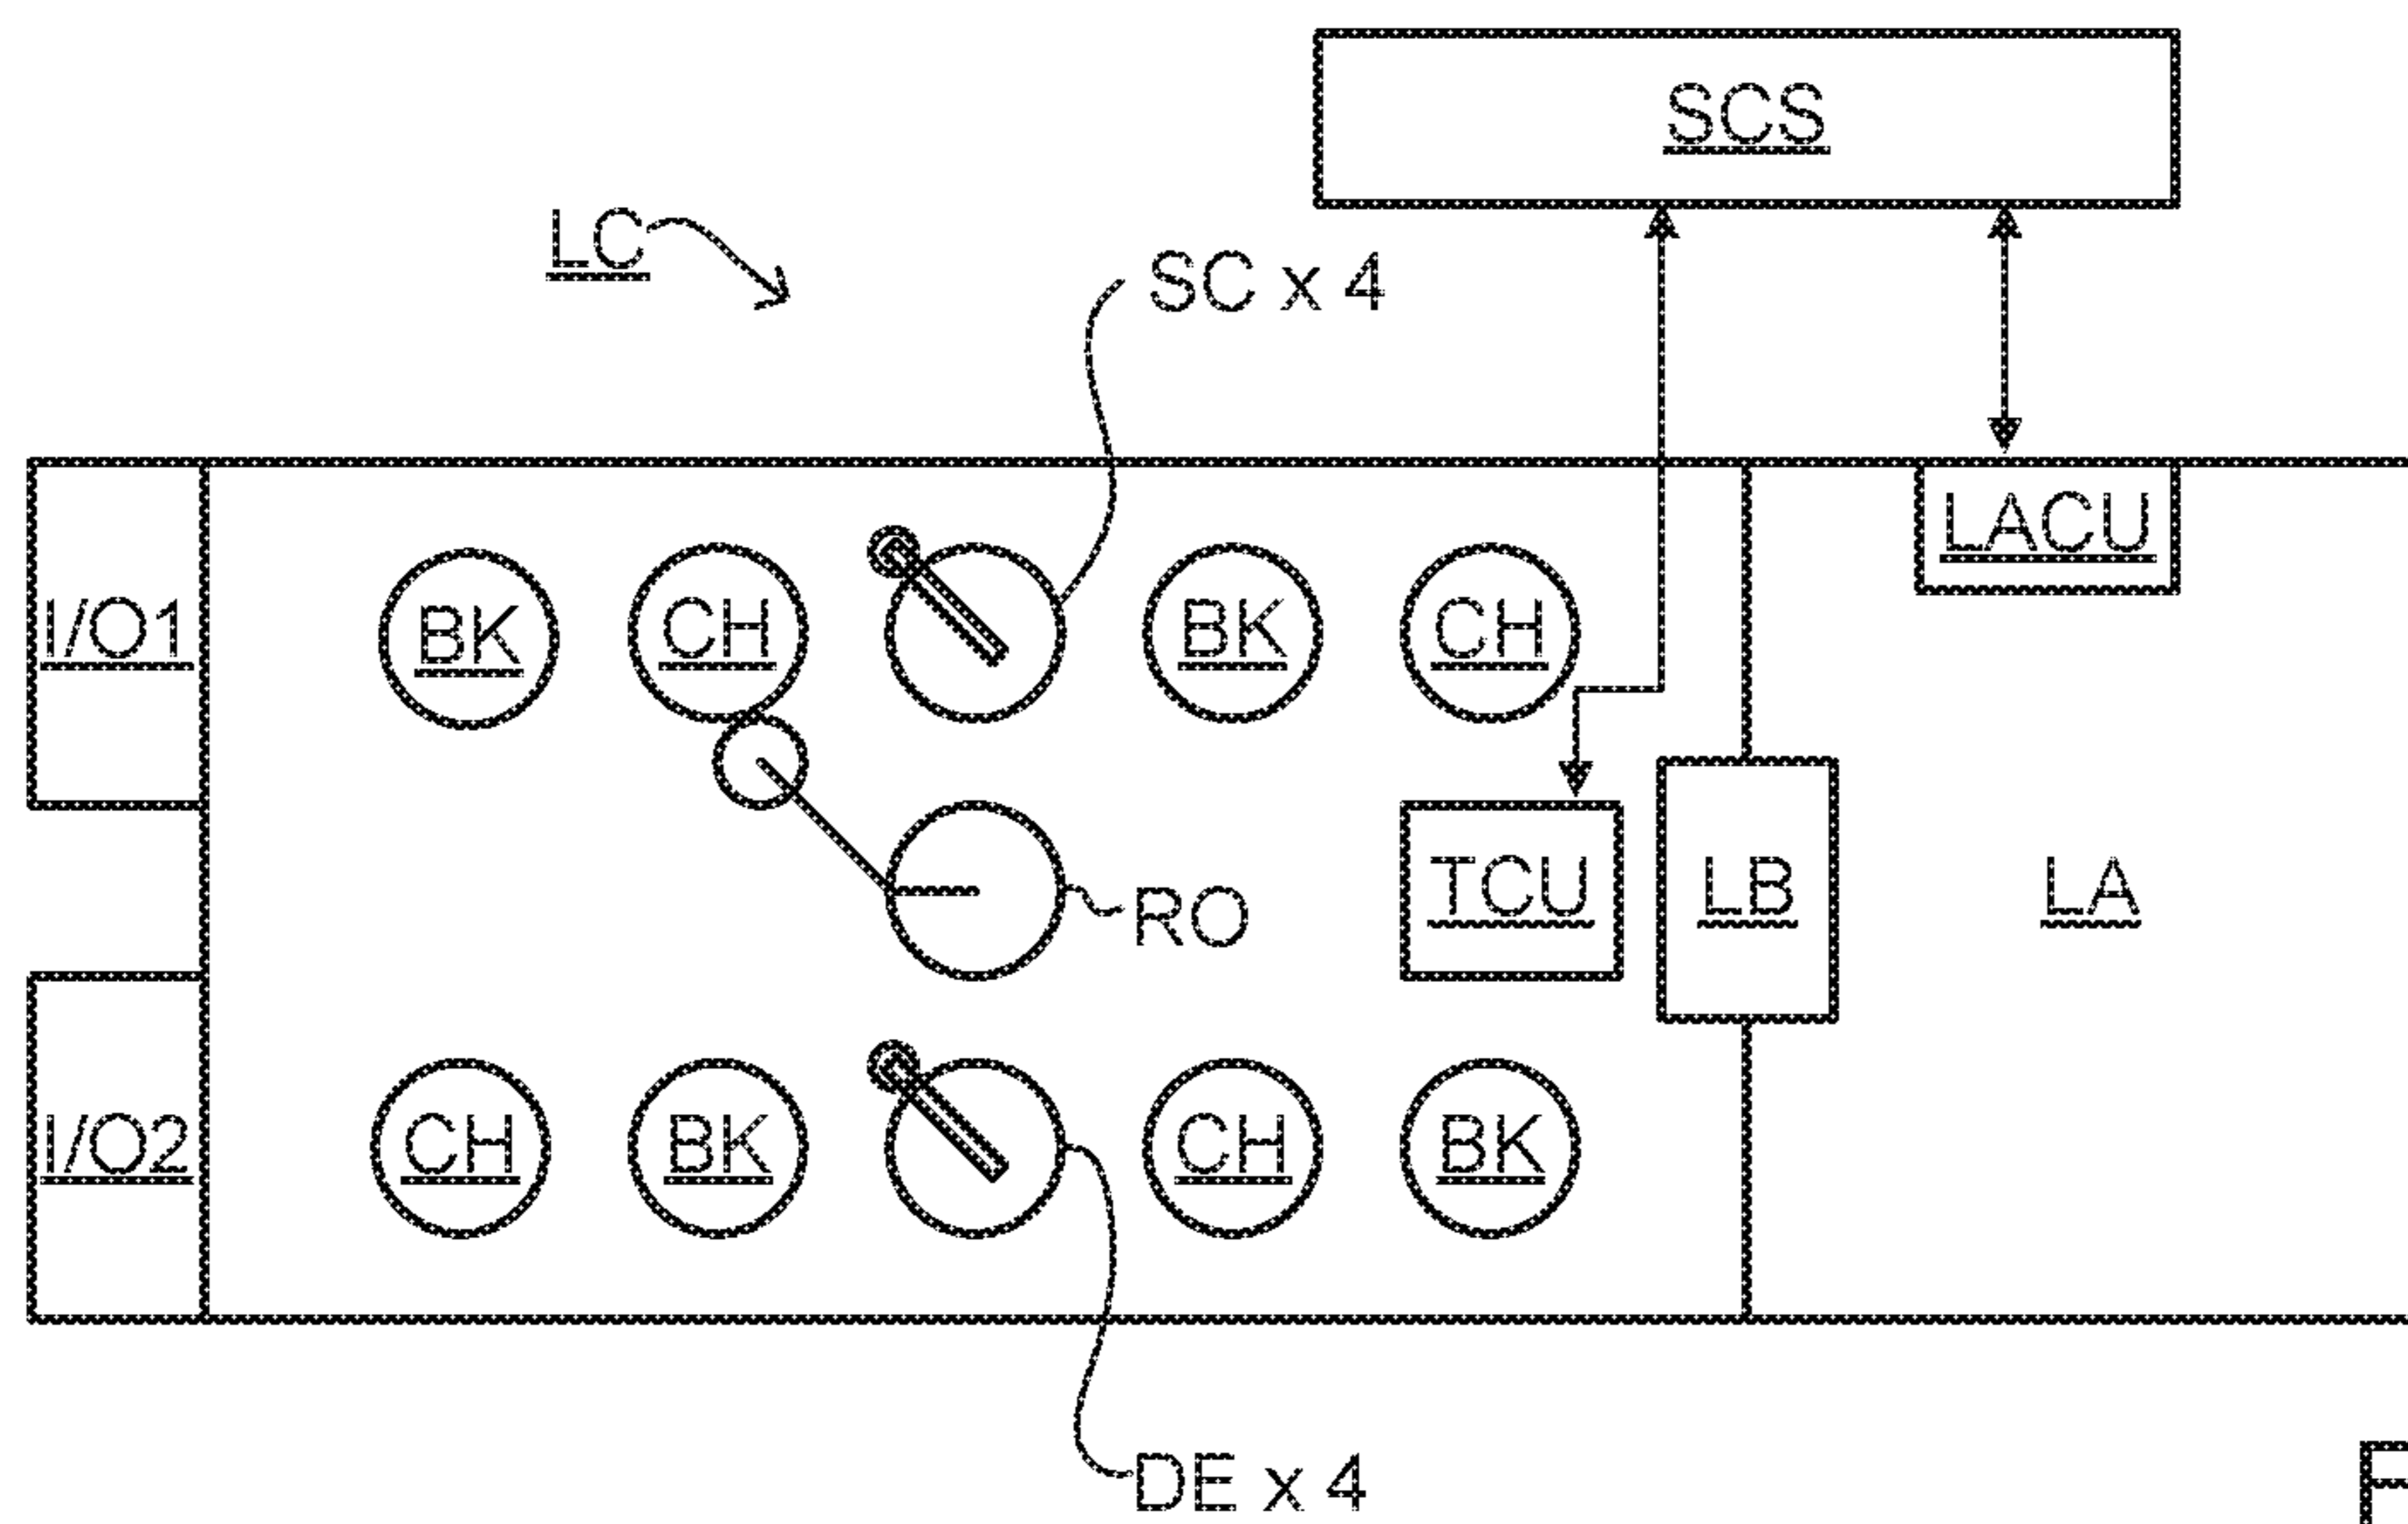 SCS
LC
SC x 4
LACU
I/O1
BK
CH
BK
CH
RO
TCU
LB
LA
I/O2
CH
BK
CH
BK
DE x 4
F